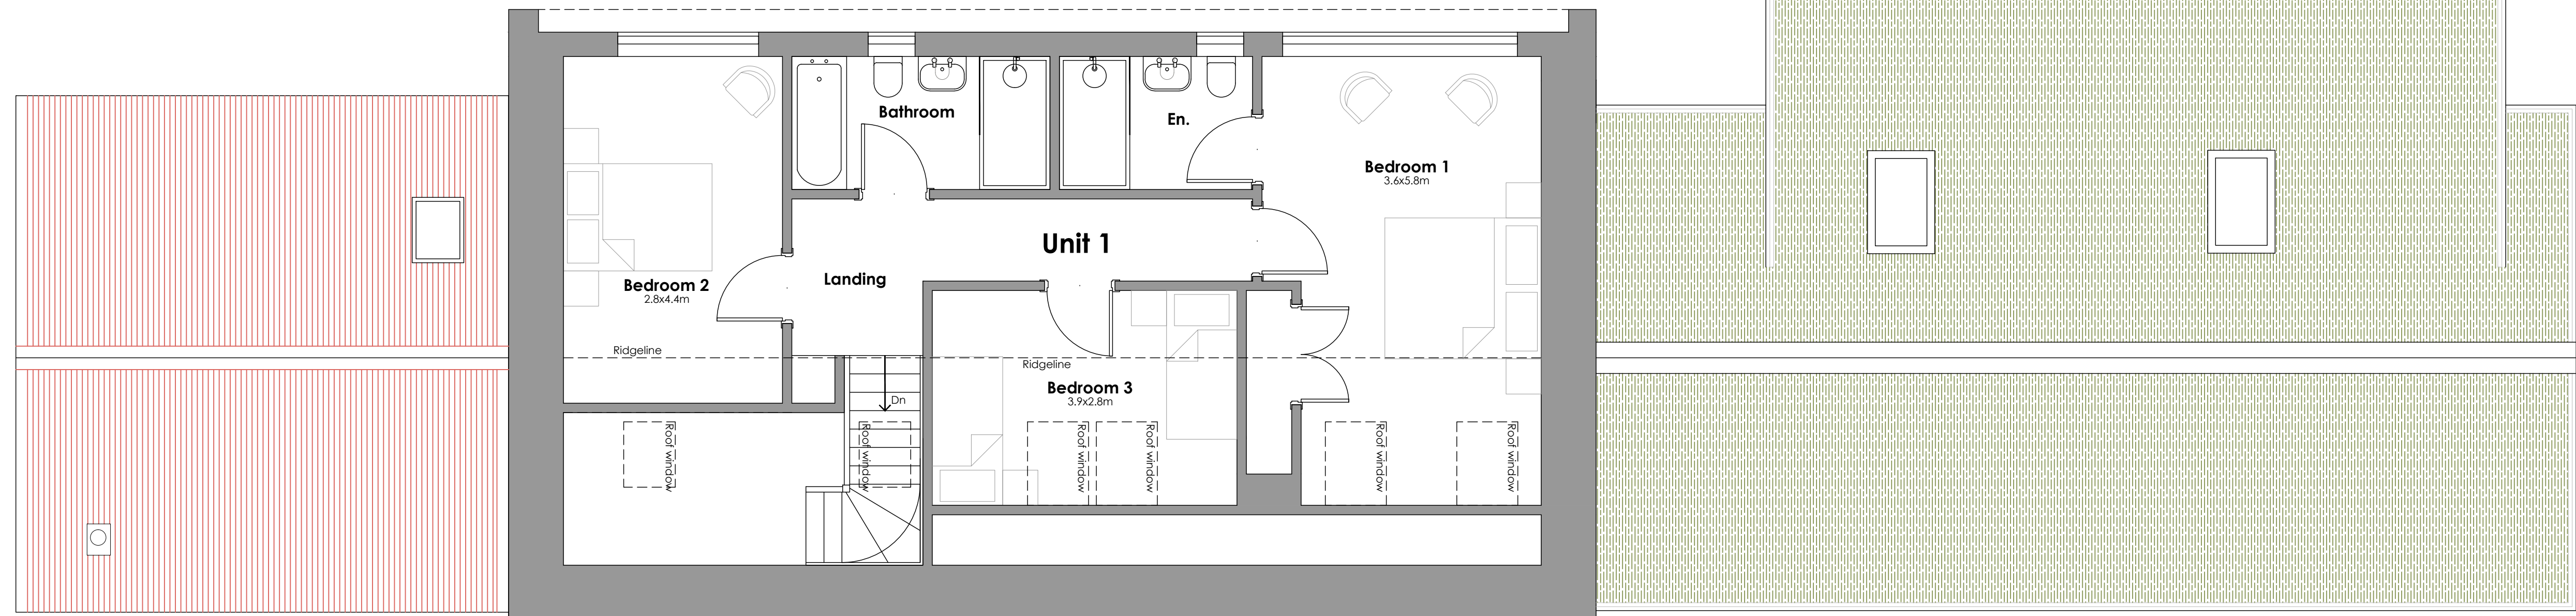 Bathroom
En.
Bedroom 1
3.6x5.8m
Unit 1
Landing
Bedroom 2
2.8x4.4m
Ridgeline
Ridgeline
Bedroom 3
3.9x2.8m
Dn
Roof window
Roof window
Roof window
Roof window
Roof window
Roof window